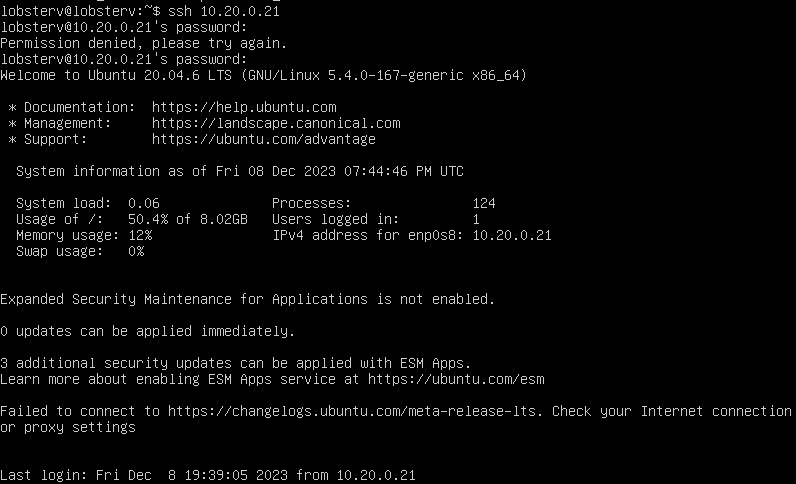 lobsterv@lobsterv:~$ ssh 10.20.0.21
lobsterv@10.20.0.21's password:
Permission denied, please try again.
lobsterv@10.20.0.21's password:
Welcome to Ubuntu 20.04.6 LTS (GNU/Linux 5.4.0-167-generic x86_64)
* Documentation:  https://help.ubuntu.com
* Management:     https://landscape.canonical.com
* Support:        https://ubuntu.com/advantage
System information as of Fri 08 Dec 2023 07:44:46 PM UTC
System load:  0.06              Processes:               124
Usage of /:   50.4% of 8.02GB   Users logged in:         1
Memory usage: 12%               IPv4 address for enp0s8: 10.20.0.21
Swap usage:   0%
Expanded Security Maintenance for Applications is not enabled.
0 updates can be applied immediately.
3 additional security updates can be applied with ESM Apps.
Learn more about enabling ESM Apps service at https://ubuntu.com/esm
Failed to connect to https://changelogs.ubuntu.com/meta-release-lts. Check your Internet connection
or proxy settings
Last login: Fri Dec  8 19:39:05 2023 from 10.20.0.21